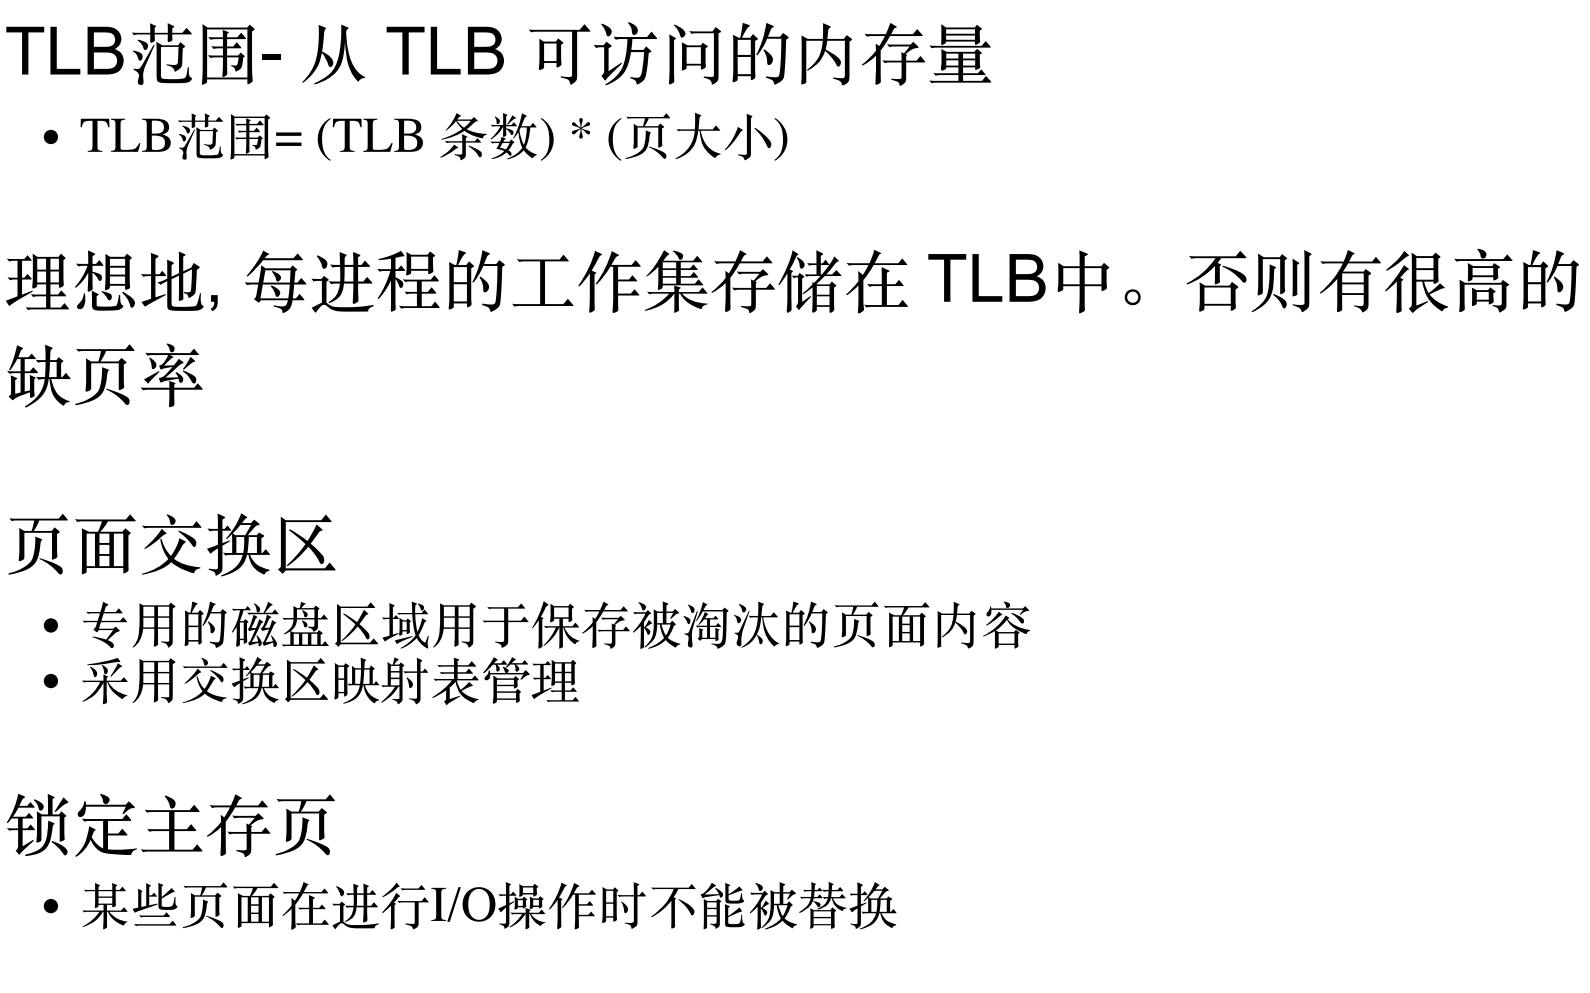 TLB范围- 从 TLB 可访问的内存量
• TLB范围= (TLB 条数) * (页大小)
理想地, 每进程的工作集存储在 TLB中。否则有很高的
缺页率
页面交换区
• 专用的磁盘区域用于保存被淘汰的页面内容
• 采用交换区映射表管理
锁定主存页
• 某些页面在进行I/O操作时不能被替换